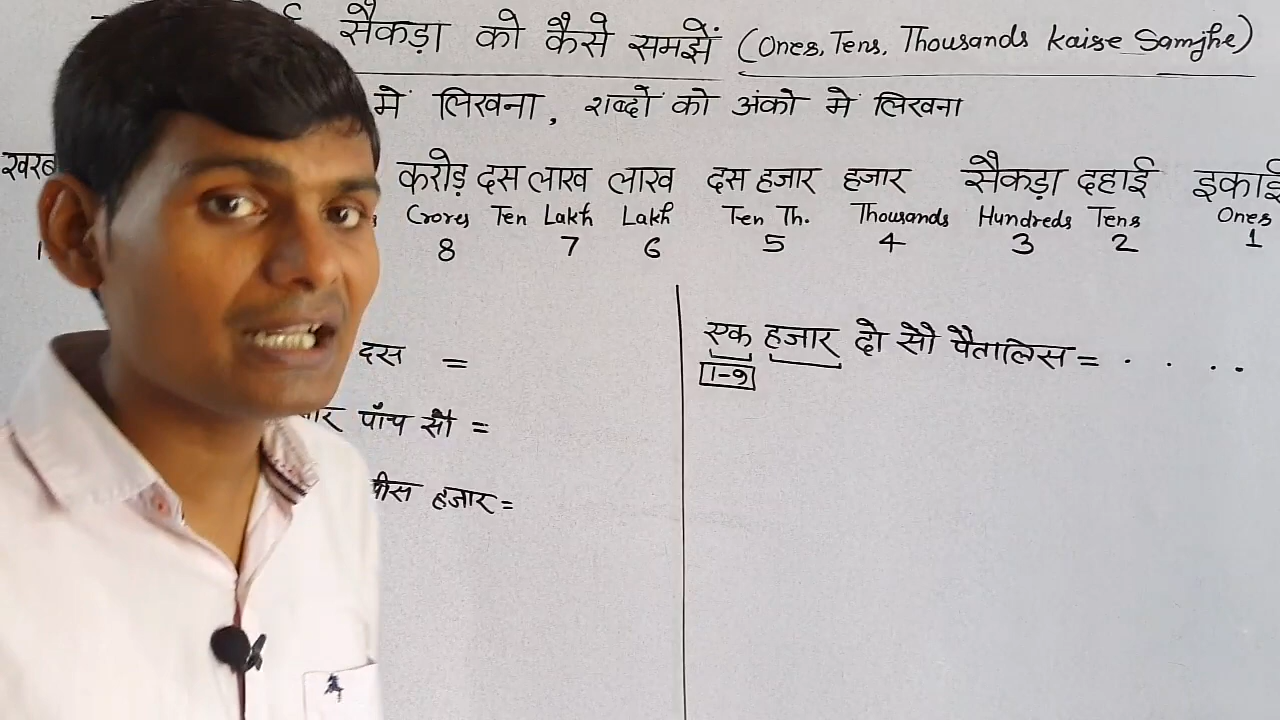 सैकड़ा को कैसे समझें (Ones, Tens, Thousands Kaise Samjhe)
में लिखना, शब्दों को अंको में लिखना
खरब करोड़ दस लाख लाख दस हजार हजार सैकड़ा दहाई इकाई
Crores Ten Lakh Lakh Ten Th. Thousands Hundreds Tens Ones
8 7 6 5 4 3 2 1
दस =
पाँच सौ =
हजार =
एक हजार दो सौ पैतालिस = . . . .
1-9